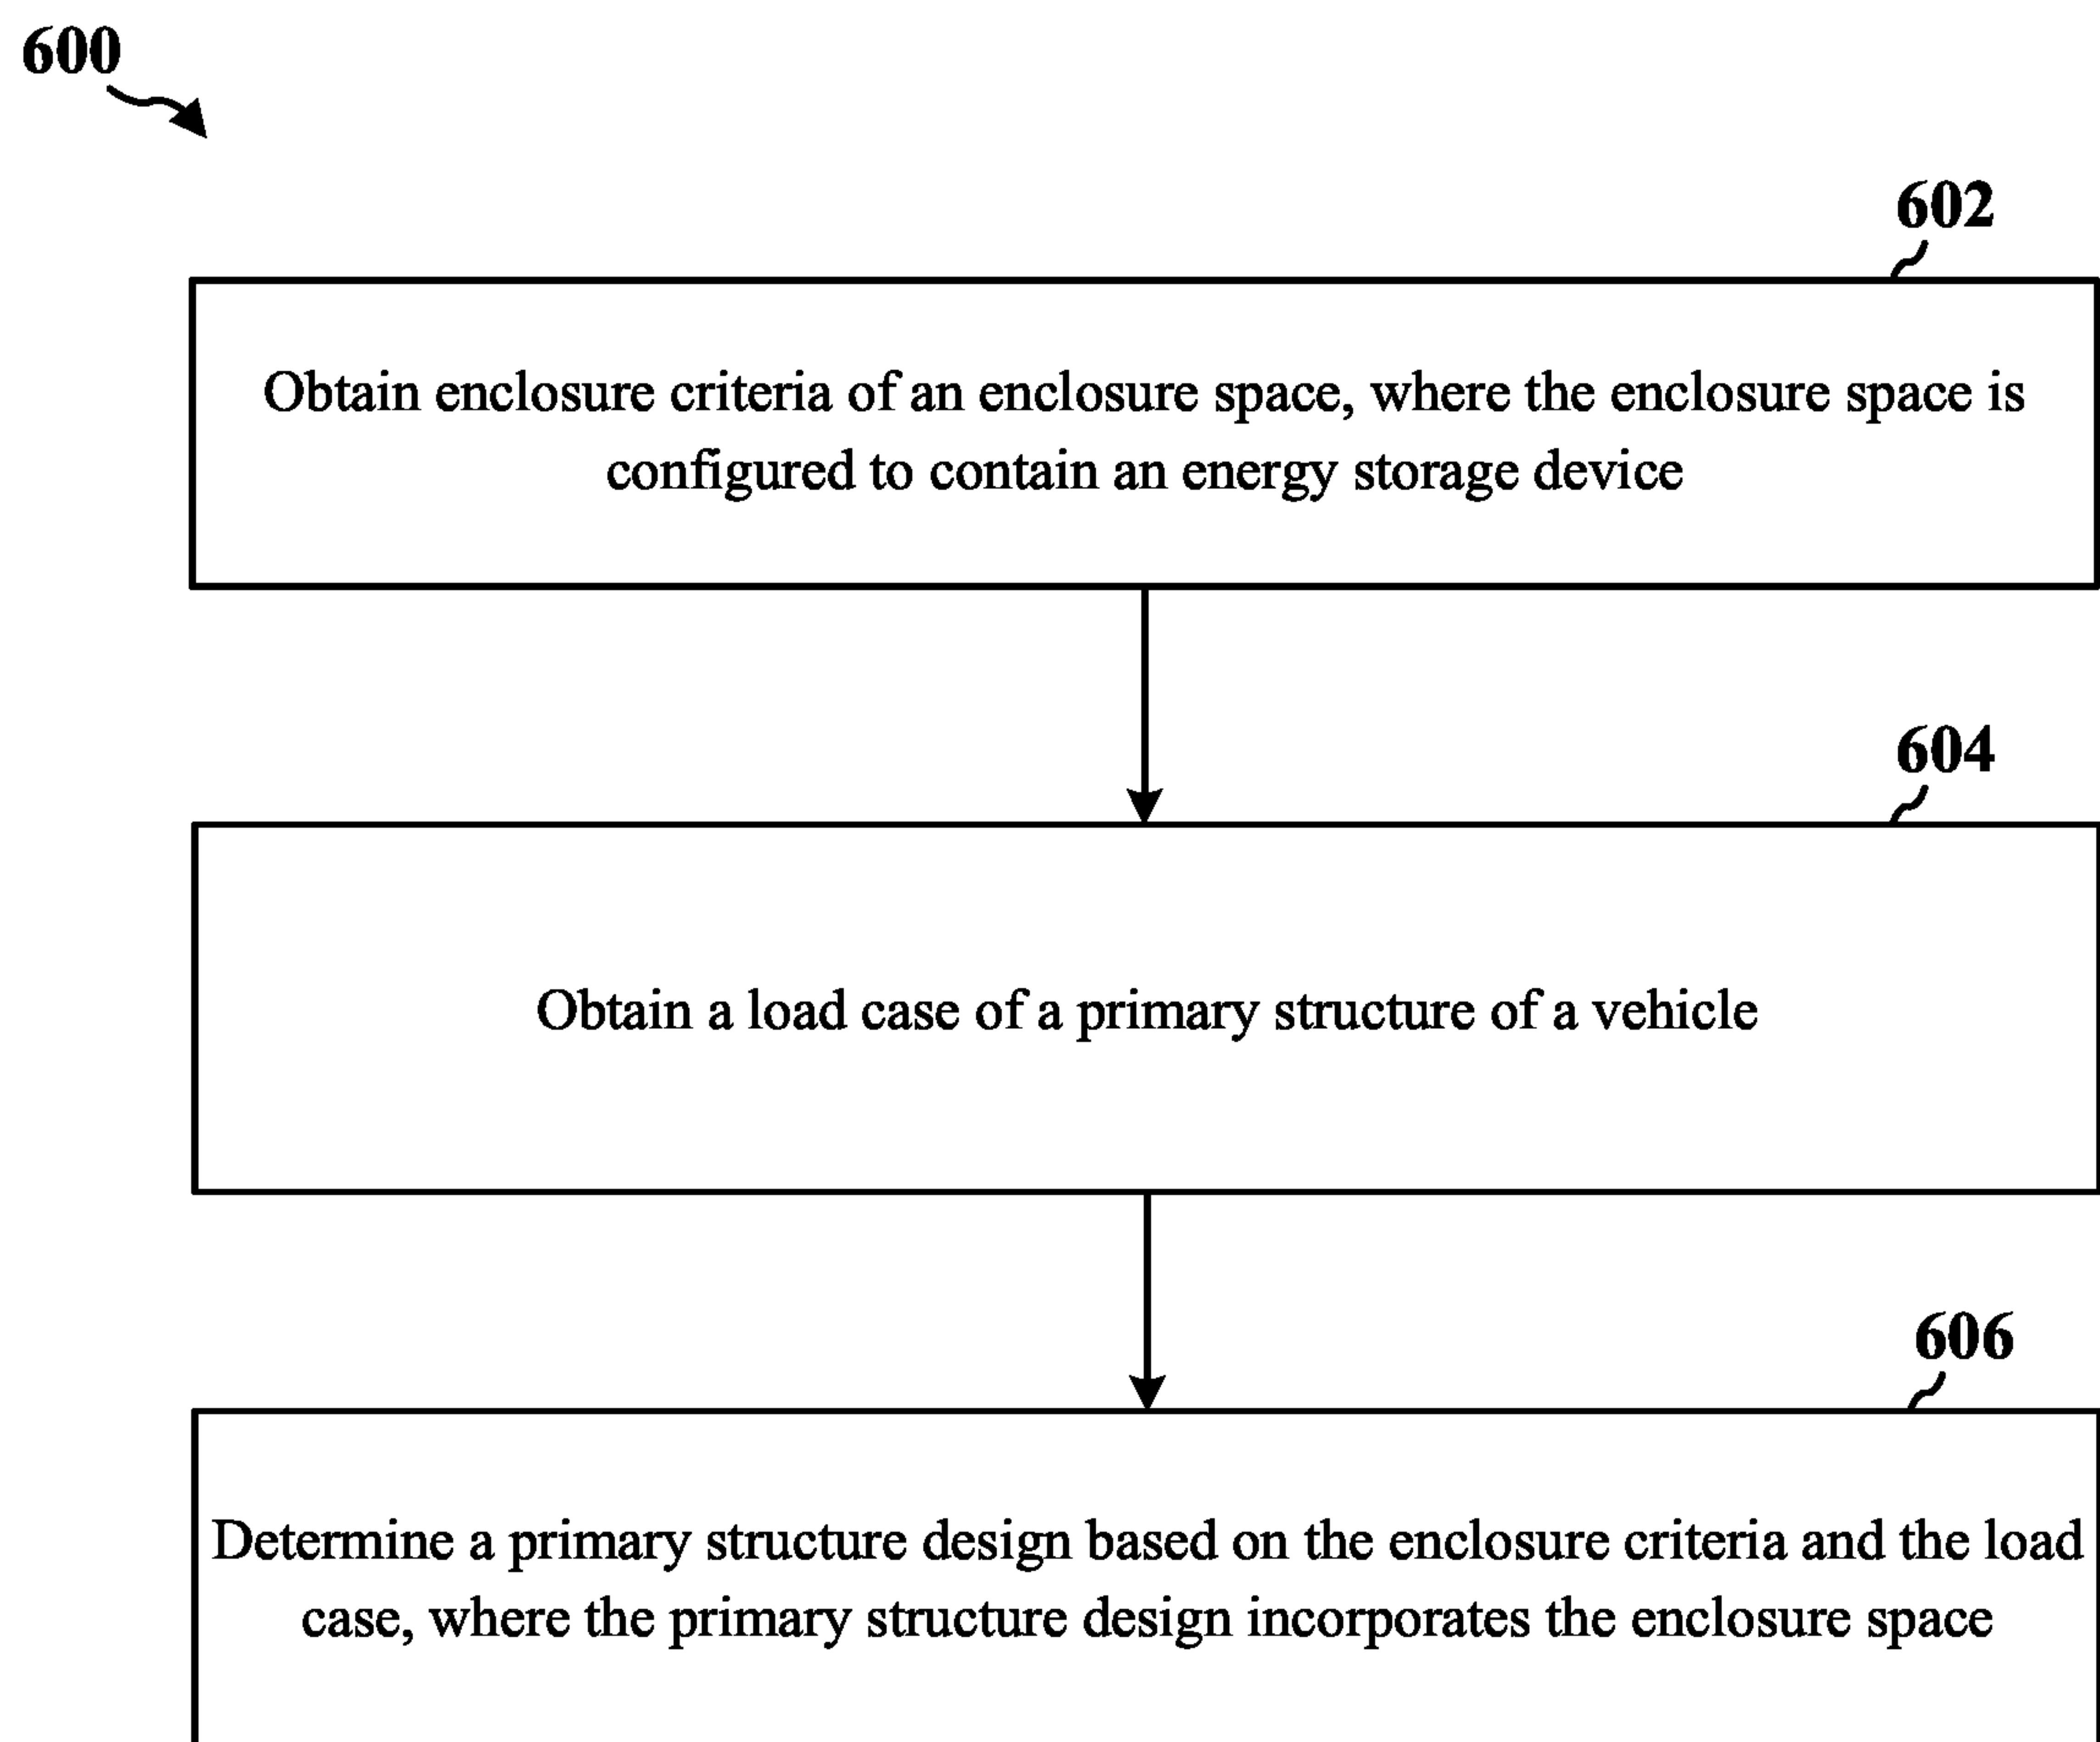 600
602
Obtain enclosure criteria of an enclosure space, where the enclosure space is
configured to contain an energy storage device
604
Obtain a load case of a primary structure of a vehicle
606
Determine a primary structure design based on the enclosure criteria and the load
case, where the primary structure design incorporates the enclosure space